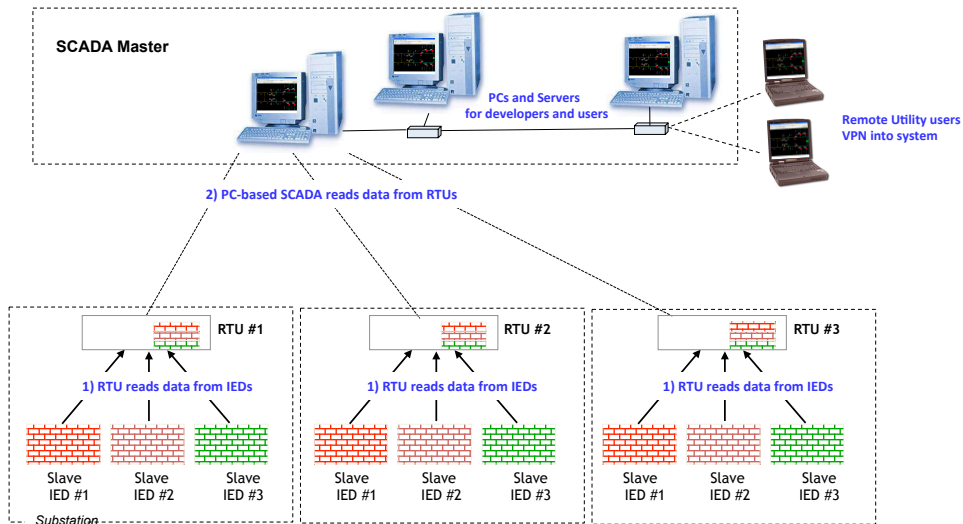 SCADA Master
PCs and Servers
for developers and users
Remote Utility users
VPN into system
2) PC-based SCADA reads data from RTUs
RTU #1
RTU #2
RTU #3
1) RTU reads data from IEDs
1) RTU reads data from IEDs
1) RTU reads data from IEDs
Slave
IED #1
Slave
IED #2
Slave
IED #3
Slave
IED #1
Slave
IED #2
Slave
IED #3
Slave
IED #1
Slave
IED #2
Slave
IED #3
Substation